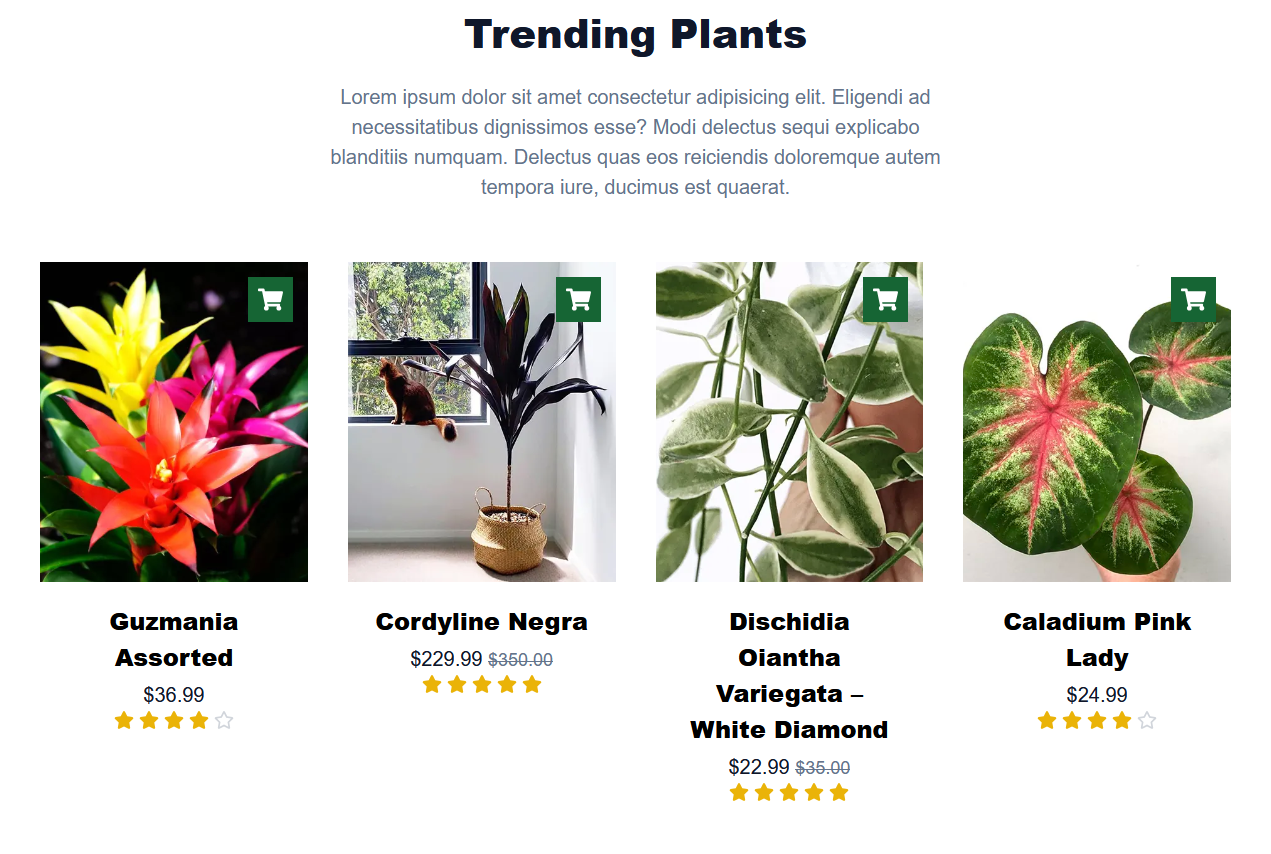 Trending Plants
Lorem ipsum dolor sit amet consectetur adipisicing elit. Eligendi ad
necessitatibus dignissimos esse? Modi delectus sequi explicabo
blanditiis numquam. Delectus quas eos reiciendis doloremque autem
tempora iure, ducimus est quaerat.
Guzmania
Assorted
$36.99
Cordyline Negra
$229.99 $350.00
Dischidia
Oiantha
Variegata –
White Diamond
$22.99 $35.00
Caladium Pink
Lady
$24.99